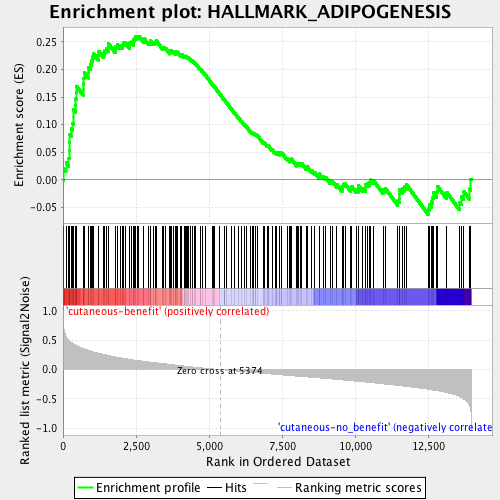 Enrichment plot: HALLMARK_ADIPOGENESIS
Enrichment score (ES)
0.25
0.20
0.15
0.10
0.05
0.00
-0.05
'cutaneous-benefit' (positively correlated)
Ranked list metric (Signal2Noise)
1.0
0.5
0.0
-0.5
-1.0
Zero cross at 5374
'cutaneous-no_benefit' (negatively correlate
0
2,500
5,000
7,500
10,000
12,500
Rank in Ordered Dataset
Enrichment profile
Hits
Ranking metric scores